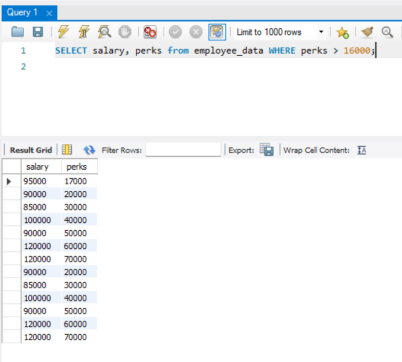 Query 1
Limit to 1000 rows
1 SELECT salary, perks from employee_data WHERE perks > 16000;
2
Result Grid Filter Rows: Export: Wrap Cell Content:
salary perks
95000 17000
90000 20000
85000 30000
100000 40000
90000 50000
120000 60000
120000 70000
90000 20000
85000 30000
100000 40000
90000 50000
120000 60000
120000 70000